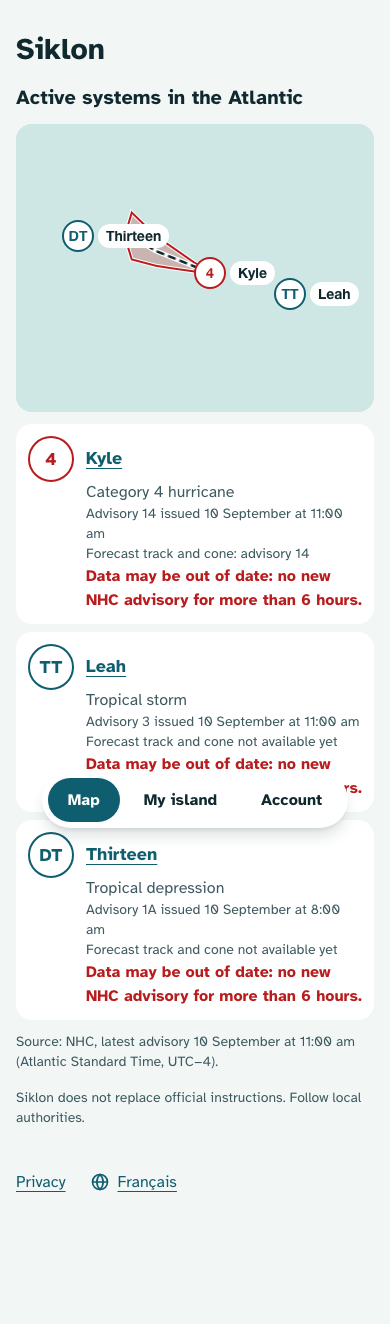 Siklon
Active systems in the Atlantic
DT Thirteen
4 Kyle
TT Leah
4 Kyle
Category 4 hurricane
Advisory 14 issued 10 September at 11:00
am
Forecast track and cone: advisory 14
Data may be out of date: no new
NHC advisory for more than 6 hours.
TT Leah
Tropical storm
Advisory 3 issued 10 September at 11:00 am
Forecast track and cone not available yet
Data may be out of date: no new
rs.
Map My island Account
DT Thirteen
Tropical depression
Advisory 1A issued 10 September at 8:00
am
Forecast track and cone not available yet
Data may be out of date: no new
NHC advisory for more than 6 hours.
Source: NHC, latest advisory 10 September at 11:00 am
(Atlantic Standard Time, UTC−4).
Siklon does not replace official instructions. Follow local
authorities.
Privacy Français